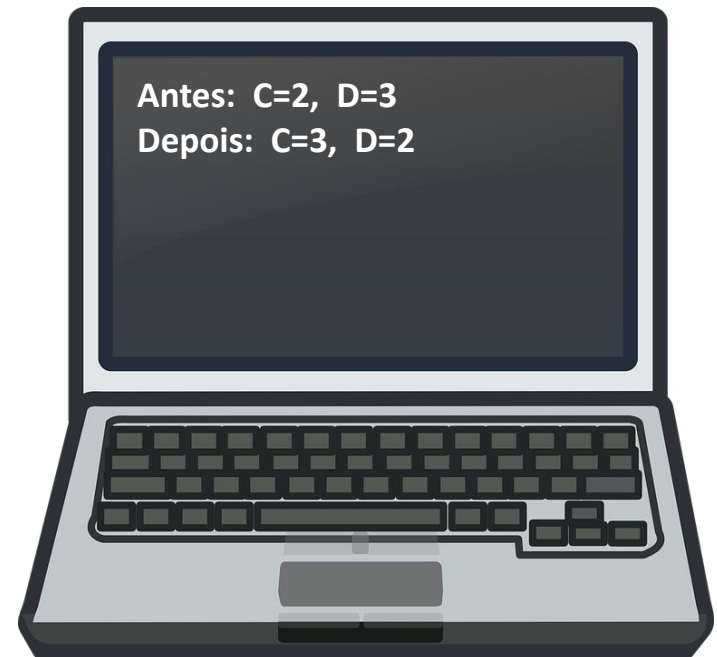 Antes: C=2, D=3
Depois: C=3, D=2